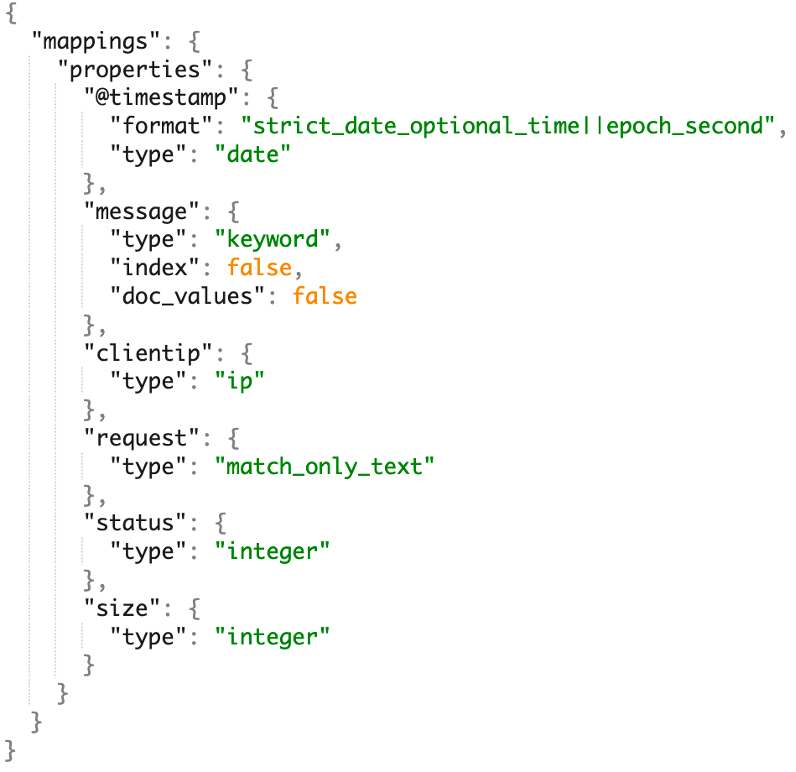 {
  "mappings": {
    "properties": {
      "@timestamp": {
        "format": "strict_date_optional_time||epoch_second",
        "type": "date"
      },
      "message": {
        "type": "keyword",
        "index": false,
        "doc_values": false
      },
      "clientip": {
        "type": "ip"
      },
      "request": {
        "type": "match_only_text"
      },
      "status": {
        "type": "integer"
      },
      "size": {
        "type": "integer"
      }
    }
  }
}